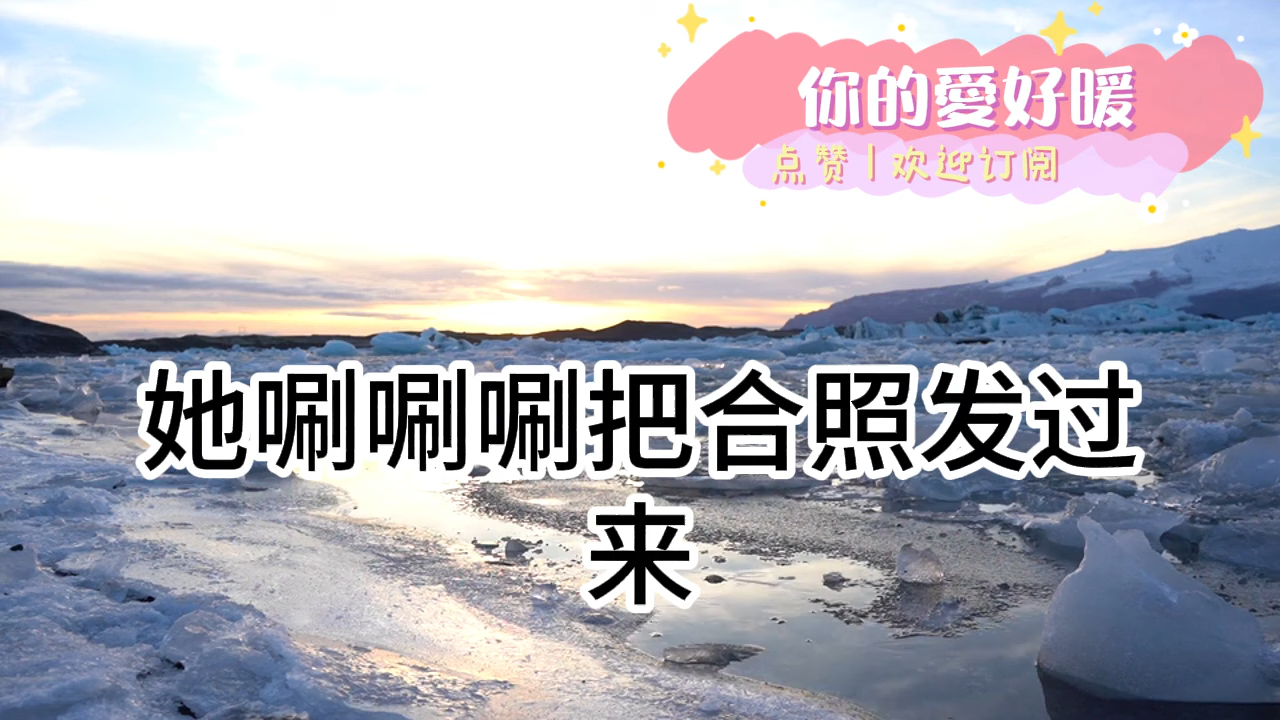 你的愛好暖
点赞丨欢迎订阅
她唰唰唰把合照发过
来